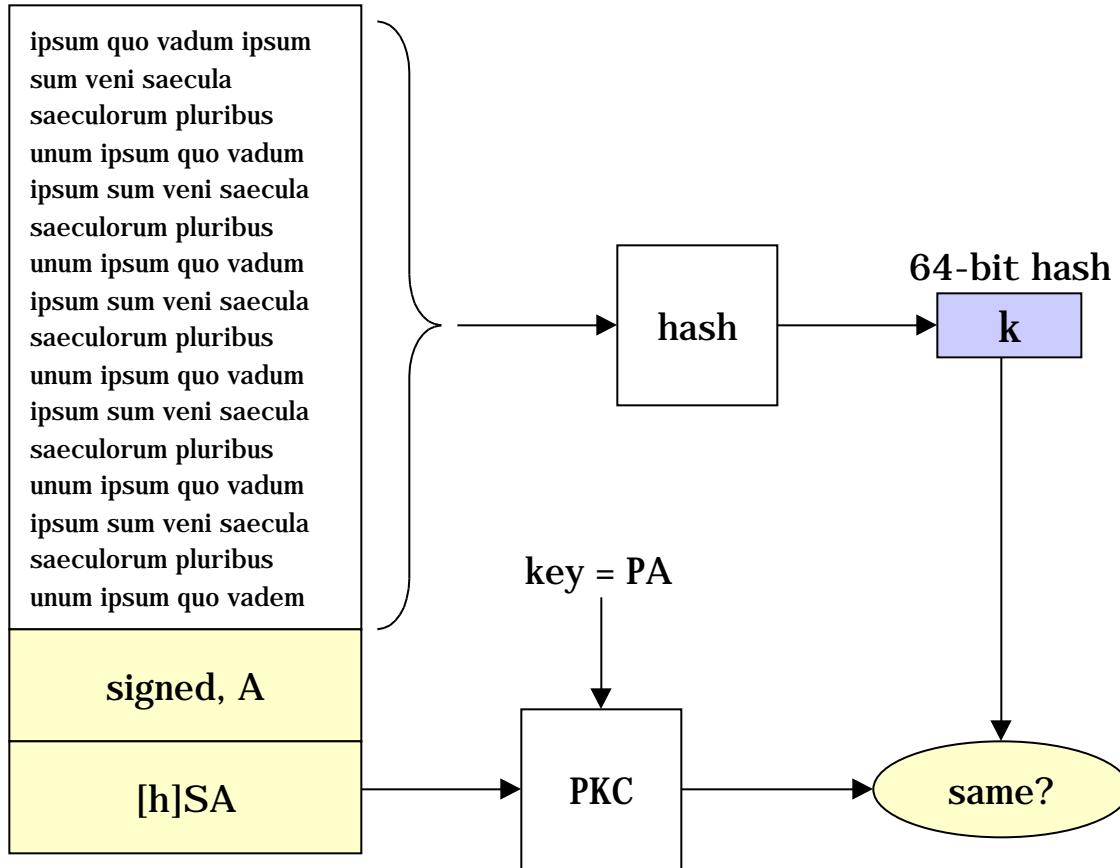 ipsum quo vadum ipsum
sum veni saecula
saeculorum pluribus
unum ipsum quo vadum
ipsum sum veni saecula
saeculorum pluribus
unum ipsum quo vadum
ipsum sum veni saecula
saeculorum pluribus
unum ipsum quo vadum
ipsum sum veni saecula
saeculorum pluribus
unum ipsum quo vadum
ipsum sum veni saecula
saeculorum pluribus
unum ipsum quo vadem
signed, A
[h]SA
hash
64-bit hash
k
key = PA
PKC
same?